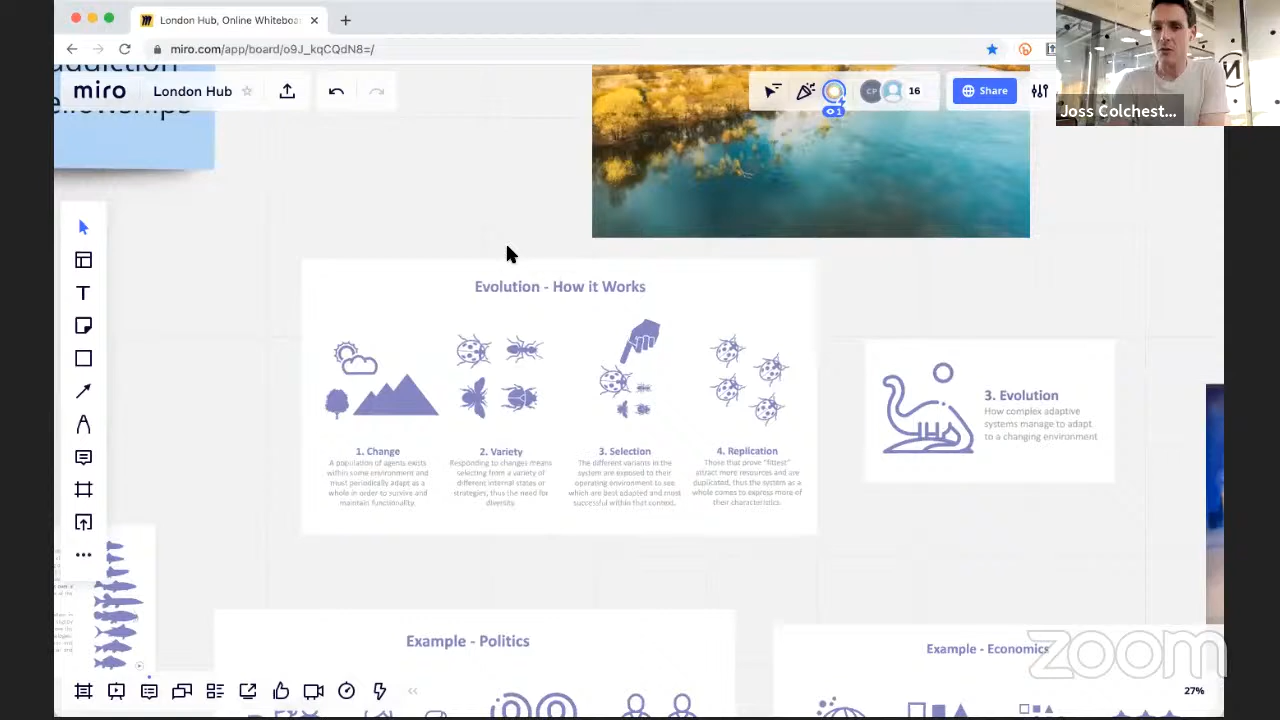 London Hub, Online Whiteboa
miro.com/app/board/o9J_kqCQdN8=/
addiction
fellowships
miro
London Hub
CP
16
Share
1
Joss Colchest...
Evolution - How it Works
1. Change
A population of agents exists
within some environment and
must periodically adapt as a
whole in order to survive and
maintain functionality.
2. Variety
Responding to changes means
selecting from a variety of
different internal states or
strategies, thus the need for
diversity.
3. Selection
The different variants in the
system are exposed to their
operating environment to see
which are best adapted and most
successful within that context.
4. Replication
Those that prove "fittest"
attract more resources and are
duplicated, thus the system as a
whole comes to express more of
their characteristics.
3. Evolution
How complex adaptive
systems manage to adapt
to a changing environment
Example - Politics
Example - Economics
zoom
27%